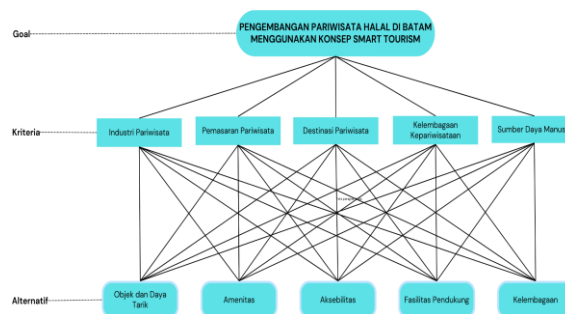 Goal
PENGEMBANGAN PARIWISATA HALAL DI BATAM
MENGGUNAKAN KONSEP SMART TOURISM
Kriteria
Industri Pariwisata
Pemasaran Pariwisata
Destinasi Pariwisata
Kelembagaan
Kepariwisataan
Sumber Daya Manus
Alternatif
Objek dan Daya
Tarik
Amenitas
Aksebilitas
Fasilitas Pendukung
Kelembagaan